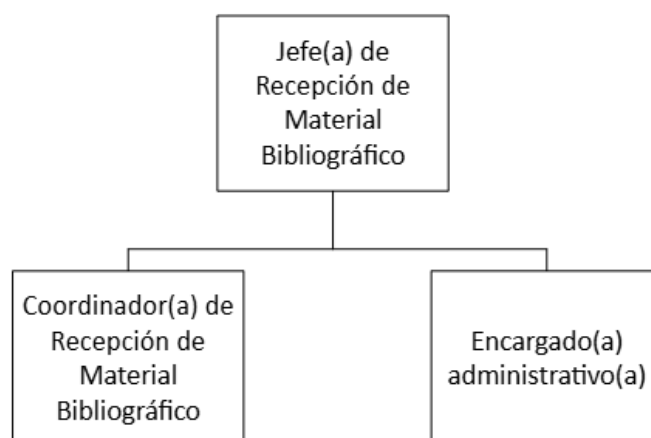 Jefe(a) de
Recepción de
Material
Bibliográfico
Coordinador(a) de
Recepción de
Material
Bibliográfico
Encargado(a)
administrativo(a)